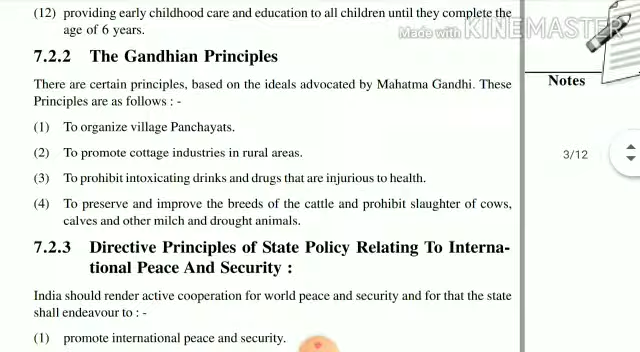 (12) providing early childhood care and education to all children until they complete the
age of 6 years.
Made with KINEMASTER
7.2.2 The Gandhian Principles
Notes
There are certain principles, based on the ideals advocated by Mahatma Gandhi. These
Principles are as follows : -
(1) To organize village Panchayats.
(2) To promote cottage industries in rural areas.
3/12
(3) To prohibit intoxicating drinks and drugs that are injurious to health.
(4) To preserve and improve the breeds of the cattle and prohibit slaughter of cows,
calves and other milch and drought animals.
7.2.3 Directive Principles of State Policy Relating To Interna-
tional Peace And Security :
India should render active cooperation for world peace and security and for that the state
shall endeavour to : -
(1) promote international peace and security.